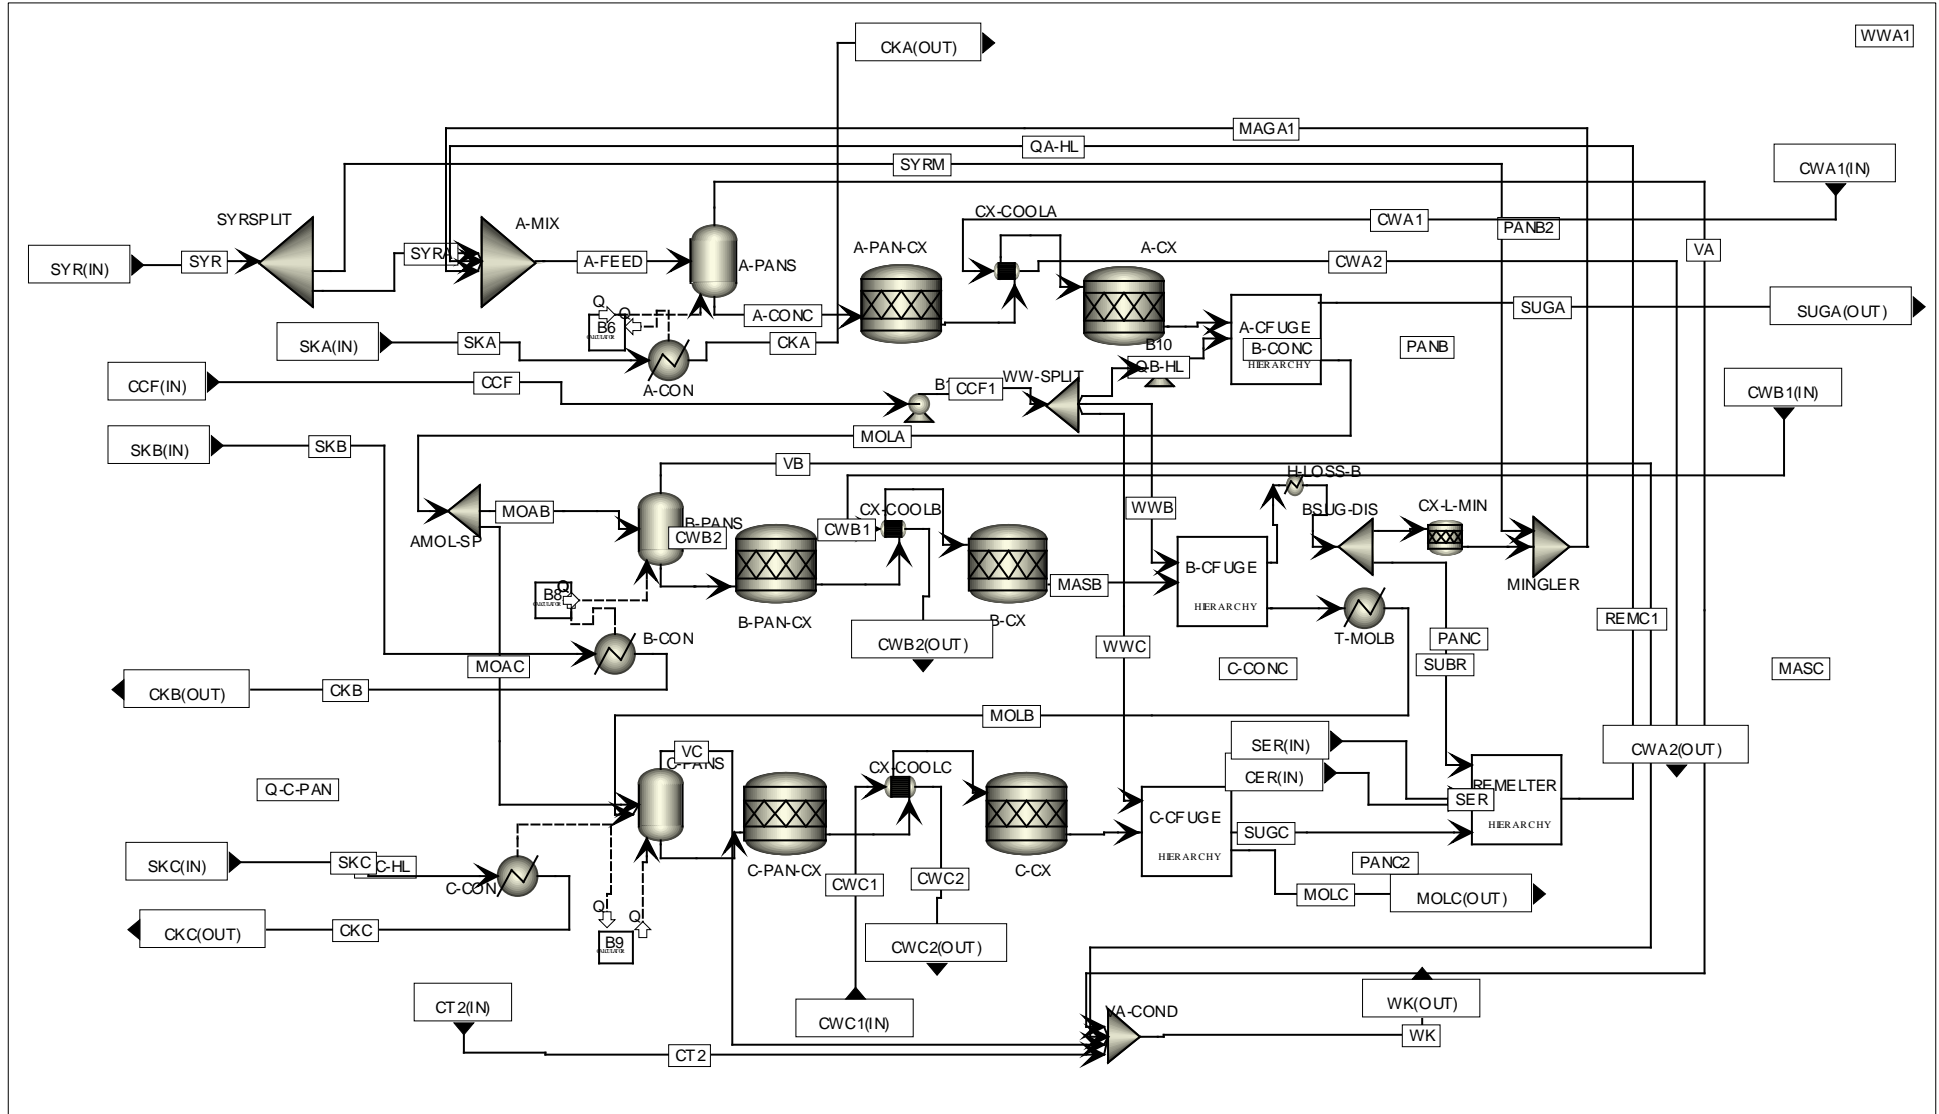 CKA(OUT)
WWA1
MAGA1
QA-HL
SYRM
CWA1(IN)
SYRSPLIT
A-MIX
CX-COOLA
CWA1
PANB2
SYR(IN)
SYR
SYRA
A-FEED
A-PANS
A-PAN-CX
A-CX
CWA2
VA
SUGA
SUGA(OUT)
Q
Q
B6
CALCULATOR
A-CONC
SKA(IN)
SKA
CKA
A-CFUGE
B-CONC
HIERARCHY
PANB
B10
QB-HL
CCF(IN)
CCF
A-CON
CCF1
WW-SPLIT
CWB1(IN)
SKB(IN)
SKB
MOLA
VB
H-LOSS-B
MOAB
AMOL-SP
B-PANS
CWB2
CWB1
CX-COOLB
WWB
BSUG-DIS
CX-L-MIN
B8
Q
CALCULATOR
B-PAN-CX
MASB
B-CX
B-CFUGE
HIERARCHY
MINGLER
T-MOLB
REMC1
B-CON
CWB2(OUT)
WWC
PANC
SUBR
MOAC
C-CONC
MASC
CKB(OUT)
CKB
MOLB
VC
C-PANS
CX-COOLC
SER(IN)
CER(IN)
CWA2(OUT)
Q-C-PAN
SER
REMELTER
HIERARCHY
C-CFUGE
HIERARCHY
SUGC
SKC(IN)
SKC
C-HL
C-CON
C-PAN-CX
CWC1
CWC2
C-CX
PANC2
MOLC
MOLC(OUT)
CKC(OUT)
CKC
Q
Q
B9
CALCULATOR
CWC2(OUT)
CT2(IN)
CWC1(IN)
VA-COND
WK(OUT)
WK
CT2